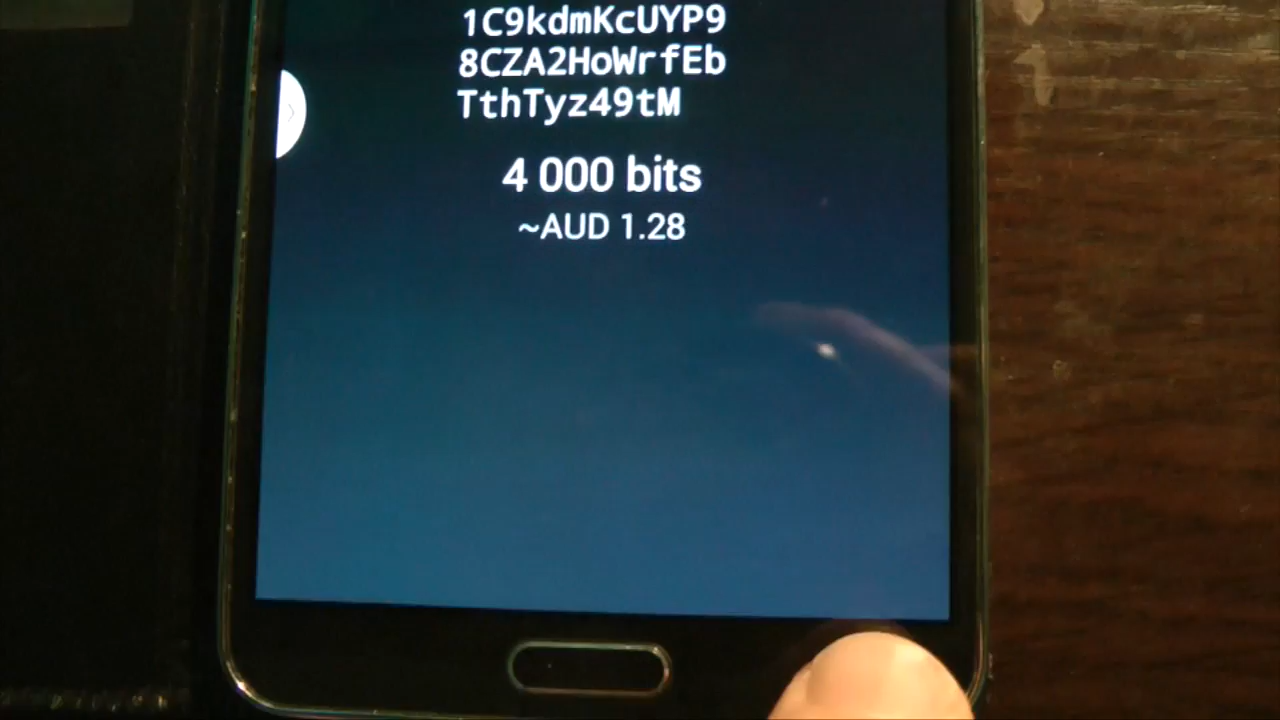 1C9kdmKcUYP9
8CZA2HoWrfEb
TthTyz49tM
4 000 bits
~AUD 1.28